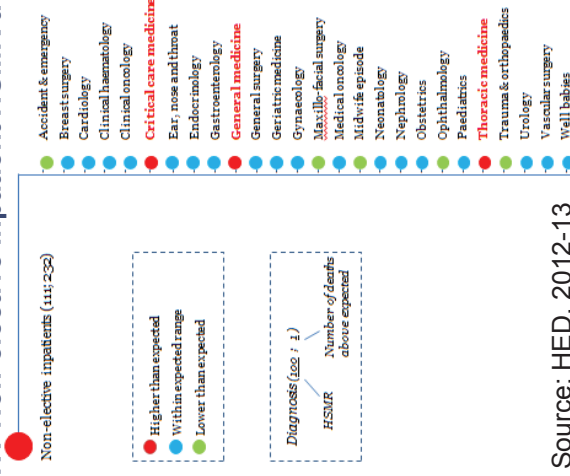 Non-elective inpatients (111; 232)
Higher than expected
Within expected range
Lower than expected
Diagnosis (100 ; 1)
HSMR
Number of deaths
above expected
Accident & emergency
Breast surgery
Cardiology
Clinical haematology
Clinical oncology
Critical care medicine
Ear, nose and throat
Endocrinology
Gastroenterology
General medicine
General surgery
Geriatric medicine
Gynaecology
Maxillo-facial surgery
Medical oncology
Midwife episode
Neonatology
Nephrology
Obstetrics
Ophthalmology
Paediatrics
Thoracic medicine
Trauma & orthopaedics
Urology
Vascular surgery
Well babies
Source: HED, 2012-13